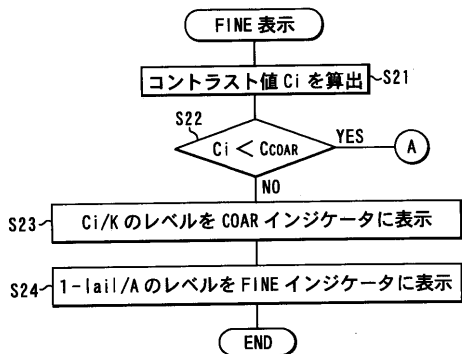 FINE 表示
コントラスト値 Ci を算出
S21
S22
Ci < CCOAR
YES
A
NO
S23
Ci/K のレベルを COAR インジケータに表示
S24
1-|ai|/A のレベルを FINE インジケータに表示
END